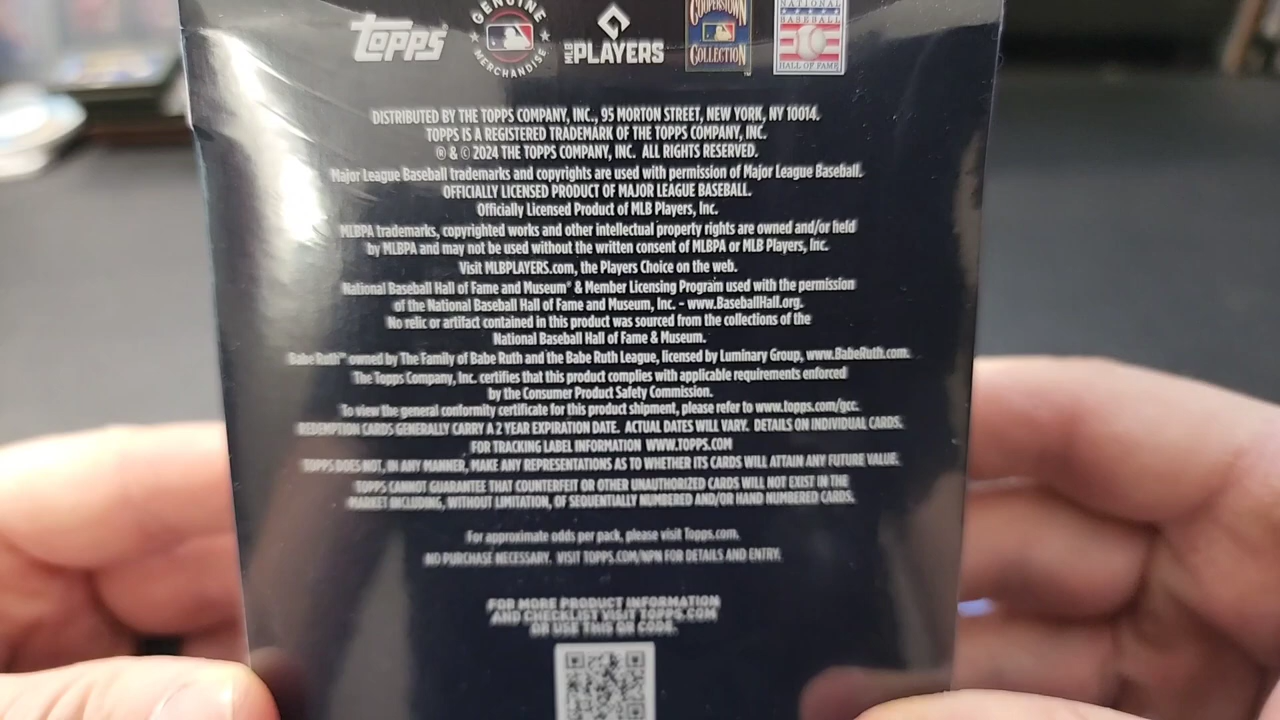 topps
GENUINE
MERCHANDISE
MLB PLAYERS
COOPERSTOWN
COLLECTION
NATIONAL
BASEBALL
HALL OF FAME
DISTRIBUTED BY THE TOPPS COMPANY, INC., 95 MORTON STREET, NEW YORK, NY 10014.
TOPPS IS A REGISTERED TRADEMARK OF THE TOPPS COMPANY, INC.
® & © 2024 THE TOPPS COMPANY, INC. ALL RIGHTS RESERVED.
Major League Baseball trademarks and copyrights are used with permission of Major League Baseball.
OFFICIALLY LICENSED PRODUCT OF MAJOR LEAGUE BASEBALL.
Officially Licensed Product of MLB Players, Inc.
MLBPA trademarks, copyrighted works and other intellectual property rights are owned and/or held
by MLBPA and may not be used without the written consent of MLBPA or MLB Players, Inc.
Visit MLBPLAYERS.com, the Players Choice on the web.
National Baseball Hall of Fame and Museum® & Member Licensing Program used with the permission
of the National Baseball Hall of Fame and Museum, Inc. - www.BaseballHall.org.
No relic or artifact contained in this product was sourced from the collections of the
National Baseball Hall of Fame & Museum.
Babe Ruth™ owned by The Family of Babe Ruth and the Babe Ruth League, licensed by Luminary Group, www.BabeRuth.com.
The Topps Company, Inc. certifies that this product complies with applicable requirements enforced
by the Consumer Product Safety Commission.
To view the general conformity certificate for this product shipment, please refer to www.topps.com/gcc.
REDEMPTION CARDS GENERALLY CARRY A 2 YEAR EXPIRATION DATE. ACTUAL DATES WILL VARY. DETAILS ON INDIVIDUAL CARDS.
FOR TRACKING LABEL INFORMATION WWW.TOPPS.COM
TOPPS DOES NOT, IN ANY MANNER, MAKE ANY REPRESENTATIONS AS TO WHETHER ITS CARDS WILL ATTAIN ANY FUTURE VALUE.
TOPPS CANNOT GUARANTEE THAT COUNTERFEIT OR OTHER UNAUTHORIZED CARDS WILL NOT EXIST IN THE
MARKET INCLUDING, WITHOUT LIMITATION, OF SEQUENTIALLY NUMBERED AND/OR HAND NUMBERED CARDS.
For approximate odds per pack, please visit Topps.com.
NO PURCHASE NECESSARY. VISIT TOPPS.COM/NPN FOR DETAILS AND ENTRY.
FOR MORE PRODUCT INFORMATION
AND CHECKLIST VISIT TOPPS.COM
OR USE THIS QR CODE.